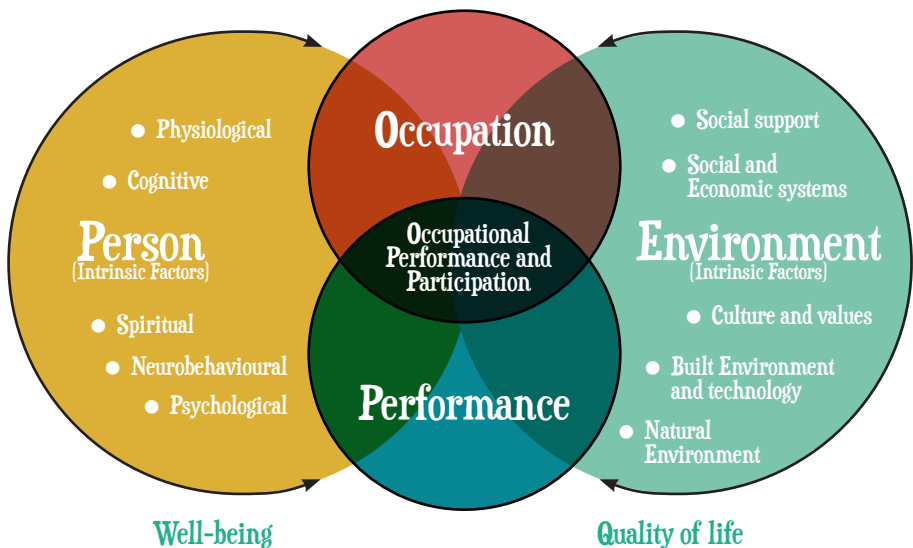 Occupation
Physiological
Cognitive
Person
(Intrinsic Factors)
Spiritual
Neurobehavioural
Psychological
Occupational
Performance and
Participation
Performance
Social support
Social and
Economic systems
Environment
(Intrinsic Factors)
Culture and values
Built Environment
and technology
Natural
Environment
Well-being
Quality of life